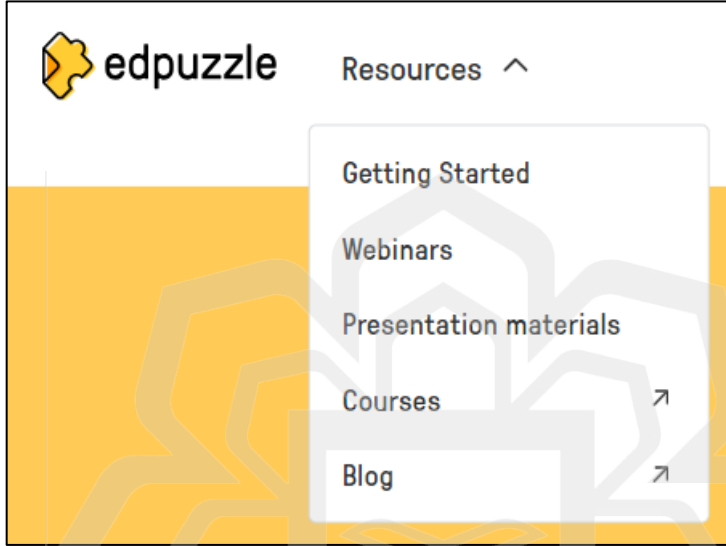 edpuzzle Resources
Getting Started
Webinars
Presentation materials
Courses
Blog